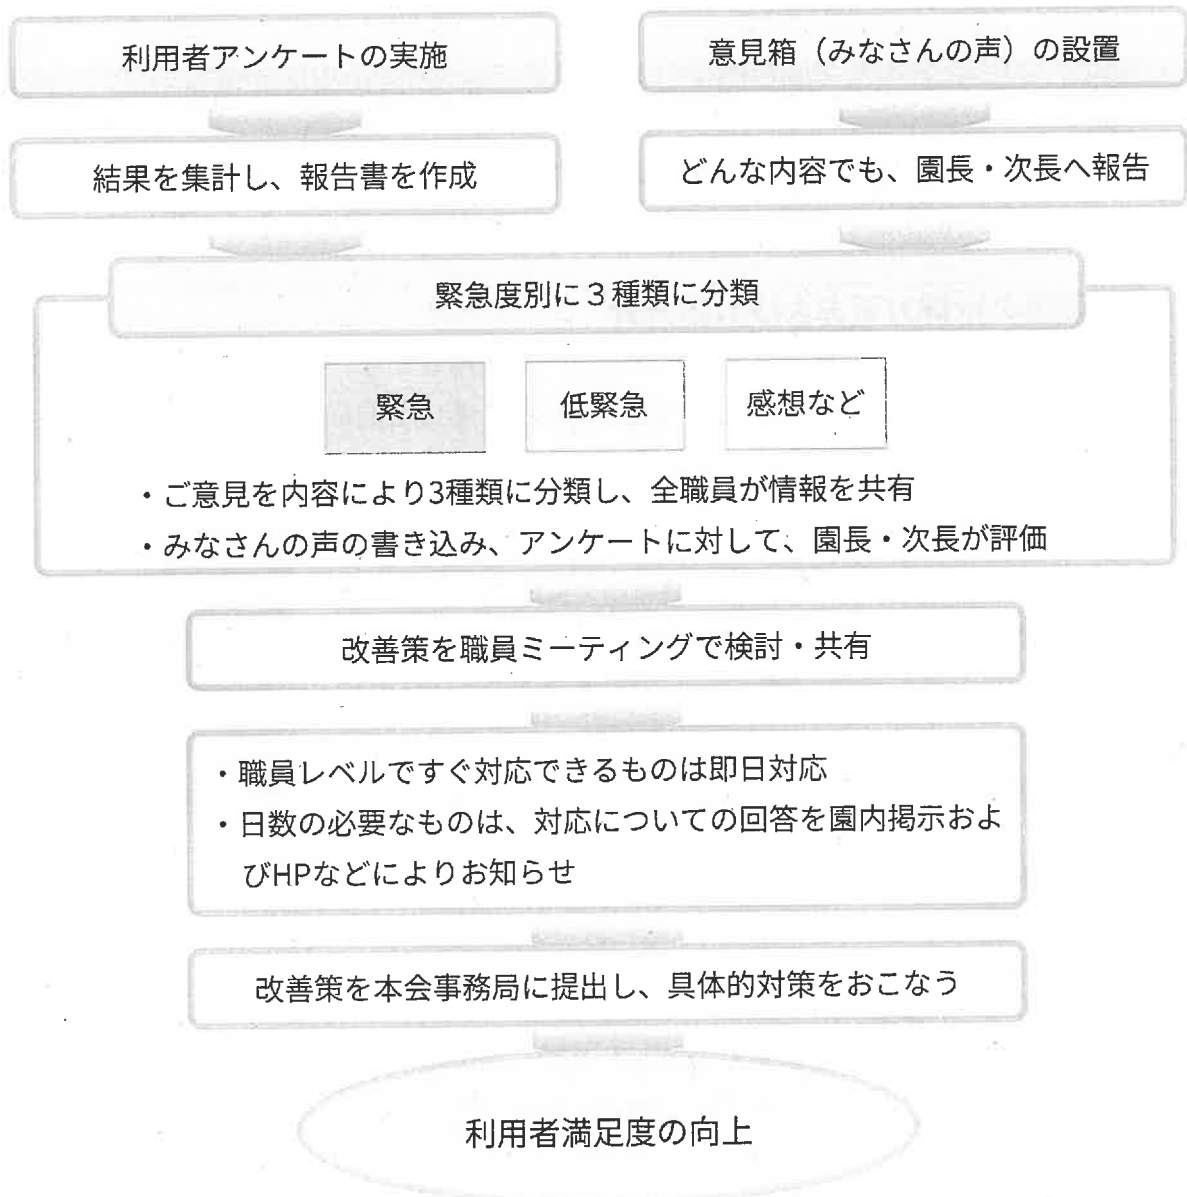 利用者アンケートの実施
意見箱（みなさんの声）の設置
結果を集計し、報告書を作成
どんな内容でも、園長・次長へ報告
緊急度別に３種類に分類
緊急
低緊急
感想など
・ご意見を内容により3種類に分類し、全職員が情報を共有
・みなさんの声の書き込み、アンケートに対して、園長・次長が評価
改善策を職員ミーティングで検討・共有
・職員レベルですぐ対応できるものは即日対応
・日数の必要なものは、対応についての回答を園内掲示およ
びHPなどによりお知らせ
改善策を本会事務局に提出し、具体的対策をおこなう
利用者満足度の向上